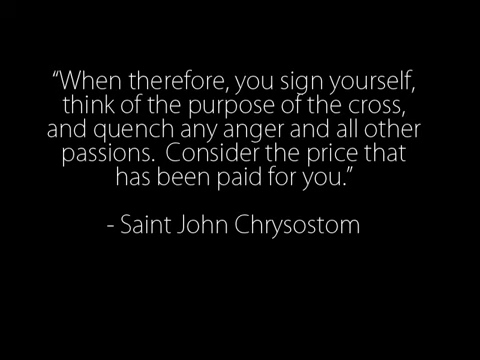 “When therefore, you sign yourself,
think of the purpose of the cross,
and quench any anger and all other
passions.  Consider the price that
has been paid for you.”
- Saint John Chrysostom